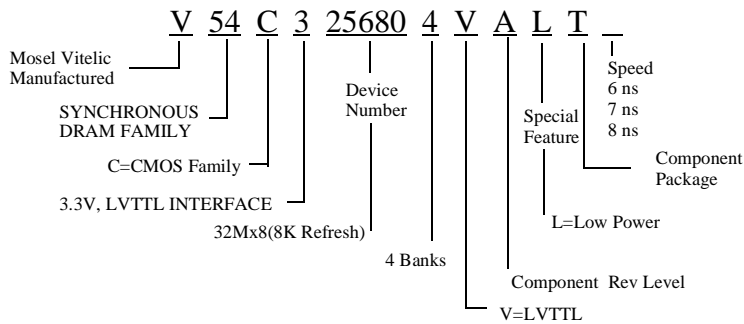 V 54 C 3 25680 4 V A L T
Mosel Vitelic
Manufactured
SYNCHRONOUS
DRAM FAMILY
C=CMOS Family
3.3V, LVTTL INTERFACE
Device
Number
32Mx8(8K Refresh)
4 Banks
Special
Feature
Speed
6 ns
7 ns
8 ns
Component
Package
L=Low Power
Component Rev Level
V=LVTTL